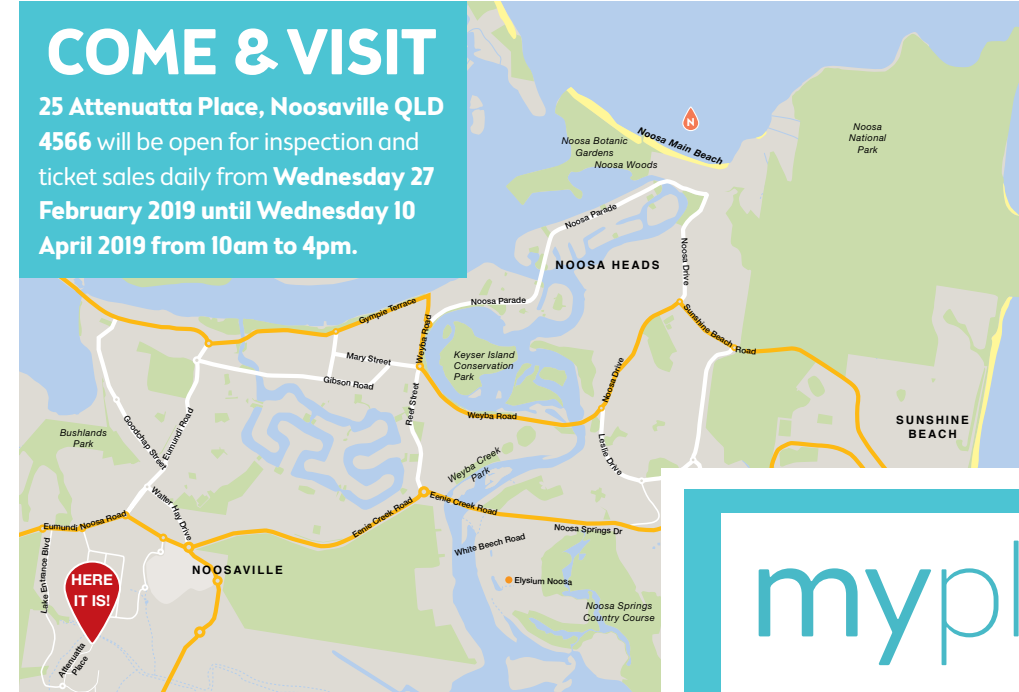 COME & VISIT
25 Attenuatta Place, Noosaville QLD
4566 will be open for inspection and
ticket sales daily from Wednesday 27
February 2019 until Wednesday 10
April 2019 from 10am to 4pm.
N
Noosa Main Beach
Noosa
National
Park
Noosa Botanic
Gardens
Noosa Woods
Noosa Parade
NOOSA HEADS
Noosa Drive
Noosa Parade
Gympie Terrace
Weyba Road
Sunshine Beach Road
Mary Street
Gibson Road
Keyser Island
Conservation
Park
Reef Street
Noosa Drive
Weyba Road
SUNSHINE
BEACH
Bushlands
Park
Goodchap Street
Eumundi Road
Leslie Drive
Weyba Creek
Park
Walter Hay Drive
Eumundi Noosa Road
Eenie Creek Road
Eenie Creek Road
Noosa Springs Dr
White Beech Road
Lake Entrance Blvd
NOOSAVILLE
HERE
IT IS!
Elysium Noosa
Noosa Springs
Country Course
Attenuatta
Place
myp